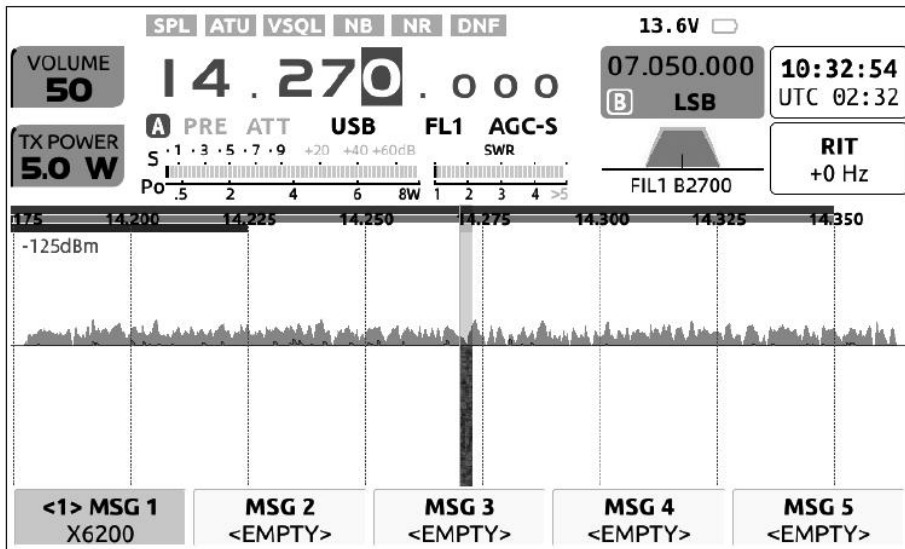 SPL ATU VSQL NB NR DNF 13.6V
VOLUME
50
14.270.000
07.050.000
B LSB
10:32:54
UTC 02:32
TX POWER
5.0 W
A PRE ATT USB FL1 AGC-S
S ·1 ·3 ·5 ·7 ·9 +20 +40 +60dB SWR
Po .5 2 4 6 8W 1 2 3 4 >5
FIL1 B2700
RIT
+0 Hz
175 14.200 14.225 14.250 14.275 14.300 14.325 14.350
-125dBm
<1> MSG 1 MSG 2 MSG 3 MSG 4 MSG 5
X6200 <EMPTY> <EMPTY> <EMPTY> <EMPTY>